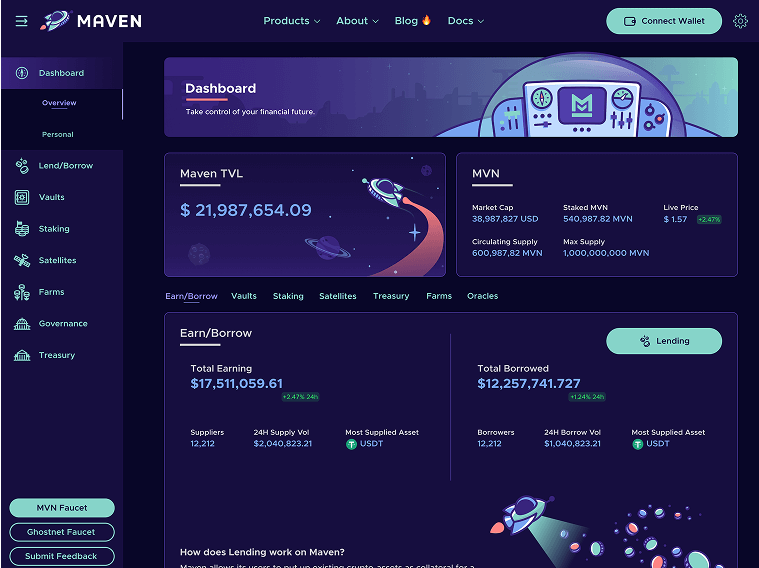 MAVEN
Products
About
Blog 🔥
Docs
Connect Wallet
Dashboard
Overview
Personal
Lend/Borrow
Vaults
Staking
Satellites
Farms
Governance
Treasury
MVN Faucet
Ghostnet Faucet
Submit Feedback
Dashboard
Take control of your financial future.
Maven TVL
$ 21,987,654.09
MVN
Market Cap
38,987,827 USD
Staked MVN
540,987.82 MVN
Live Price
$ 1.57 +2.47%
Circulating Supply
600,987,82 MVN
Max Supply
1,000,000,000 MVN
Earn/Borrow Vaults Staking Satellites Treasury Farms Oracles
Earn/Borrow
Lending
Total Earning
$17,511,059.61
+2.47% 24h
Suppliers
12,212
24H Supply Vol
$2,040,823.21
Most Supplied Asset
USDT
Total Borrowed
$12,257,741.727
+1.24% 24h
Borrowers
12,212
24H Borrow Vol
$1,040,823.21
Most Supplied Asset
USDT
How does Lending work on Maven?
Maven allows its users to put up existing crypto assets as collateral for a